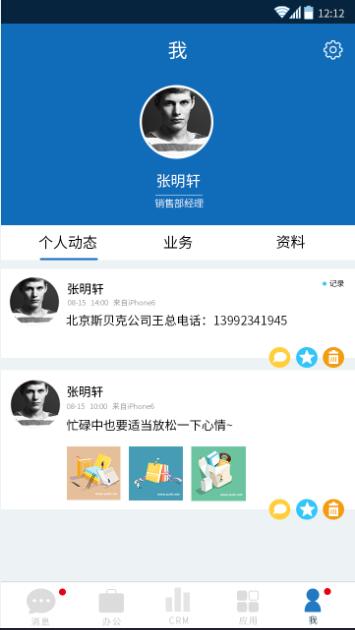 12:12
我
张明轩
销售部经理
个人动态 业务 资料
张明轩
记录
08-15 14:00 来自iPhone6
北京斯贝克公司王总电话：13992341945
张明轩
08-15 10:00 来自iPhone6
忙碌中也要适当放松一下心情~
消息 办公 CRM 应用 我